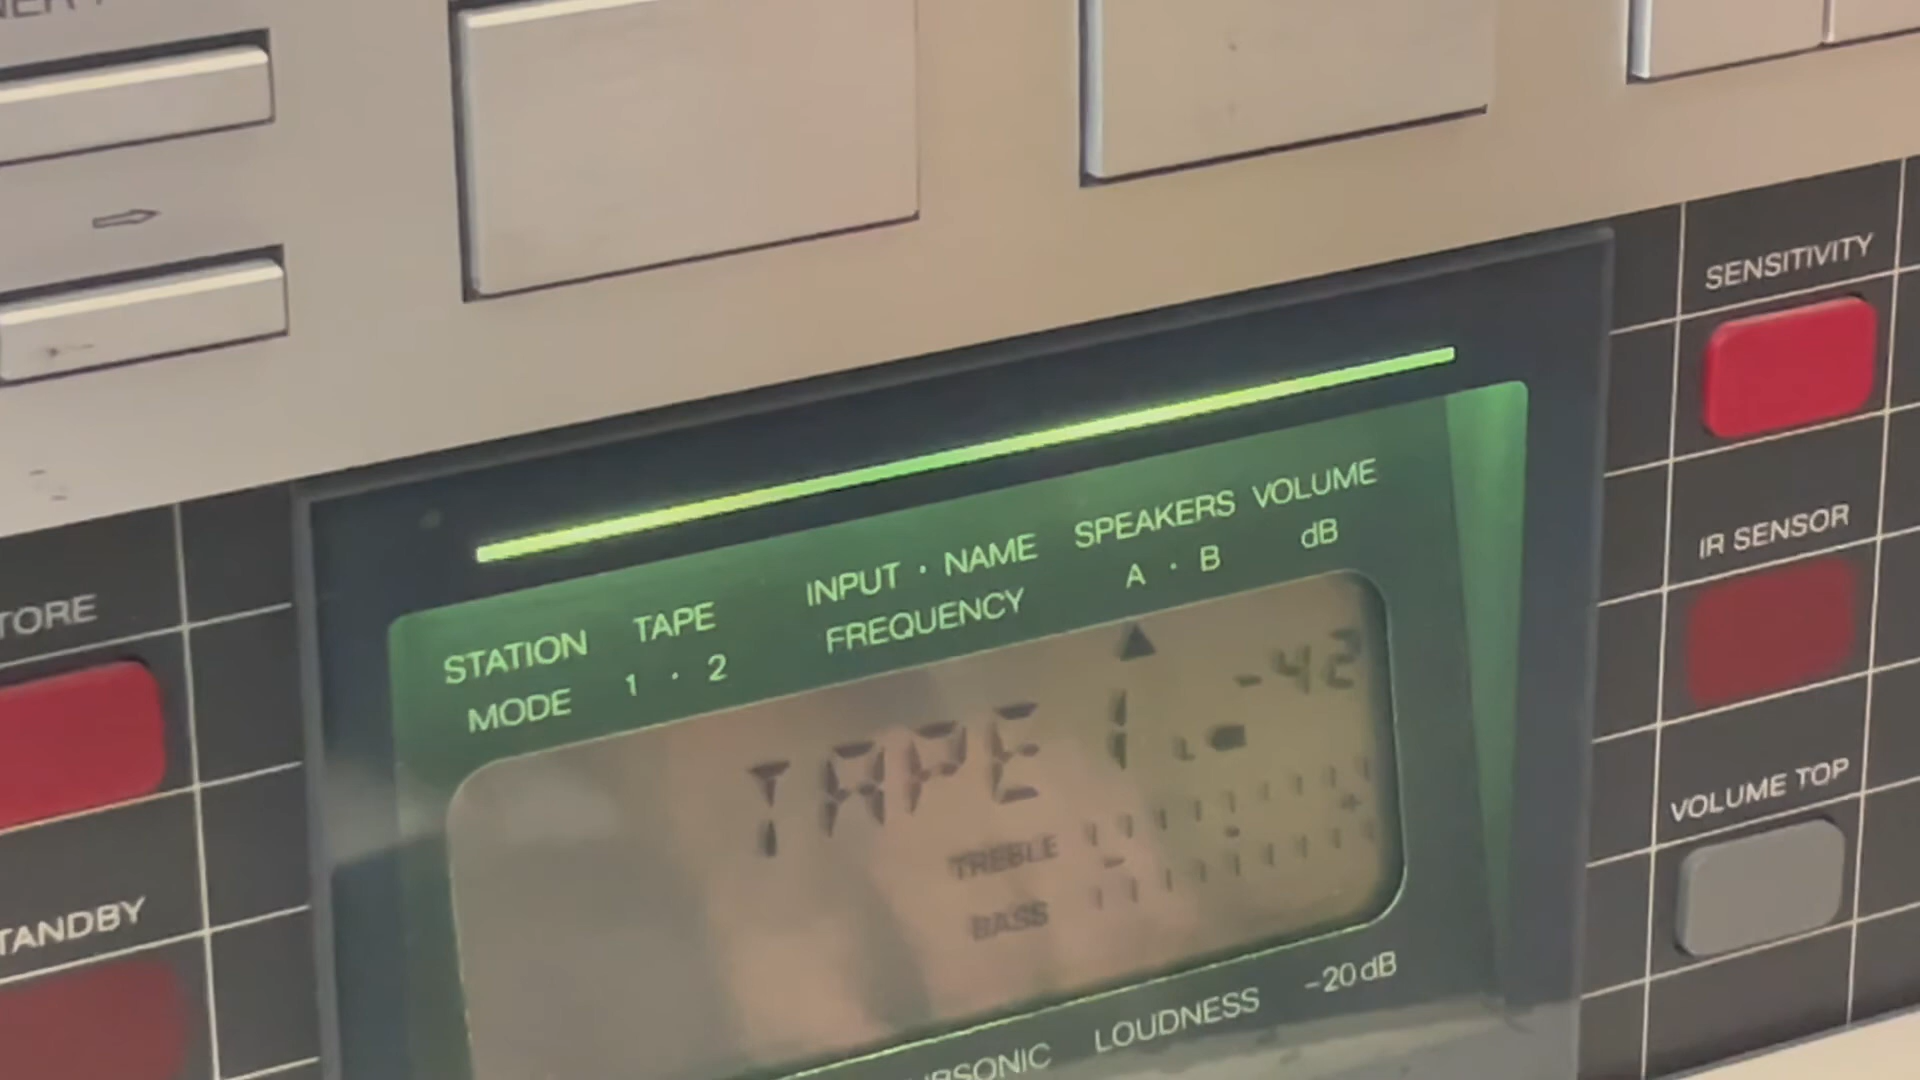 SENSITIVITY
IR SENSOR
VOLUME TOP
TORE
TANDBY
STATION TAPE INPUT · NAME SPEAKERS VOLUME
MODE 1 · 2 FREQUENCY A · B dB
TAPE 1 -42
TREBLE
BASS
LOUDNESS -20dB